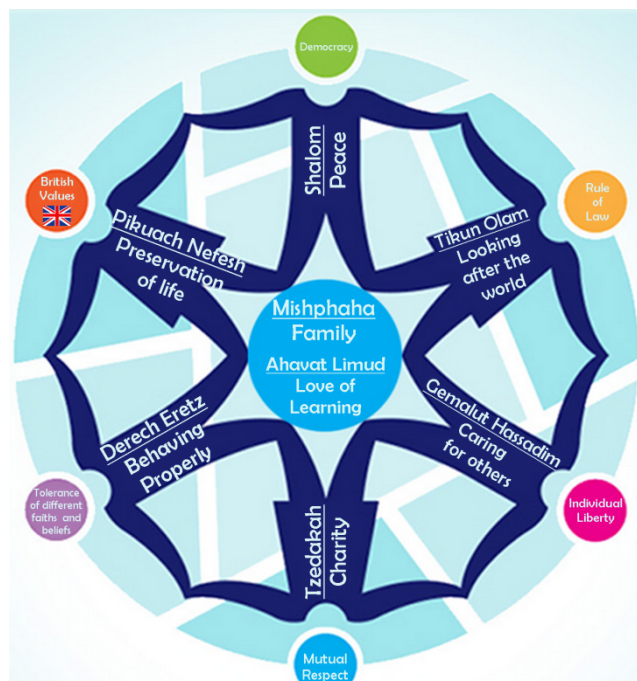 Democracy
Shalom
Peace
British
Values
Rule
of
Law
Pikuach Nefesh
Preservation
of life
Tikun Olam
Looking
after the
world
Mishphaha
Family
Ahavat Limud
Love of
Learning
Derech Eretz
Behaving
Properly
Gemalut Hassadim
Caring
for others
Tolerance
of different
faiths and
beliefs
Tzedakah
Charity
Individual
Liberty
Mutual
Respect